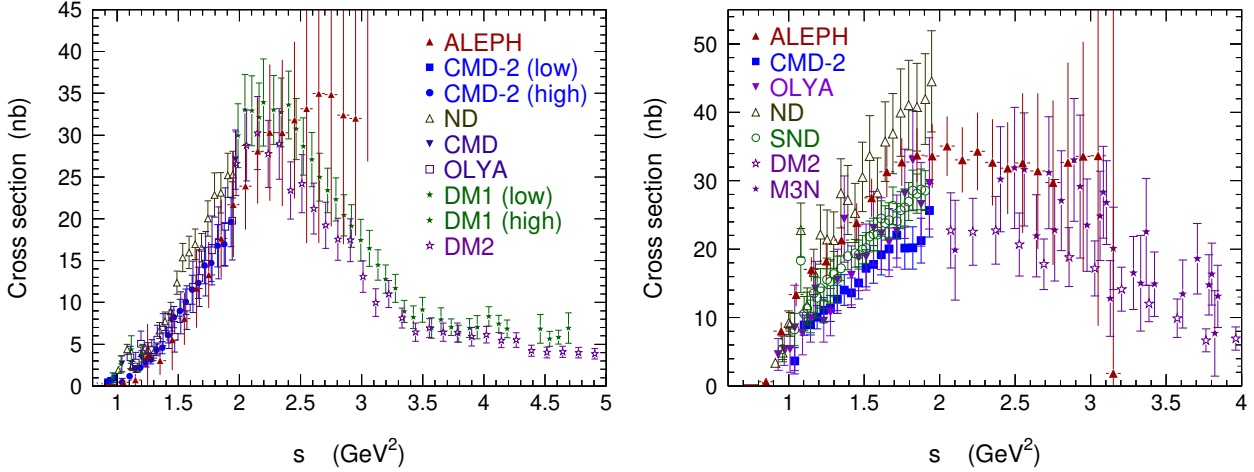 Cross section (nb)
45
40
35
30
25
20
15
10
5
0
1
1.5
2
2.5
3
3.5
4
4.5
5
s (GeV²)
ALEPH
CMD-2 (low)
CMD-2 (high)
ND
CMD
OLYA
DM1 (low)
DM1 (high)
DM2
Cross section (nb)
50
40
30
20
10
0
1
1.5
2
2.5
3
3.5
4
s (GeV²)
ALEPH
CMD-2
OLYA
ND
SND
DM2
M3N